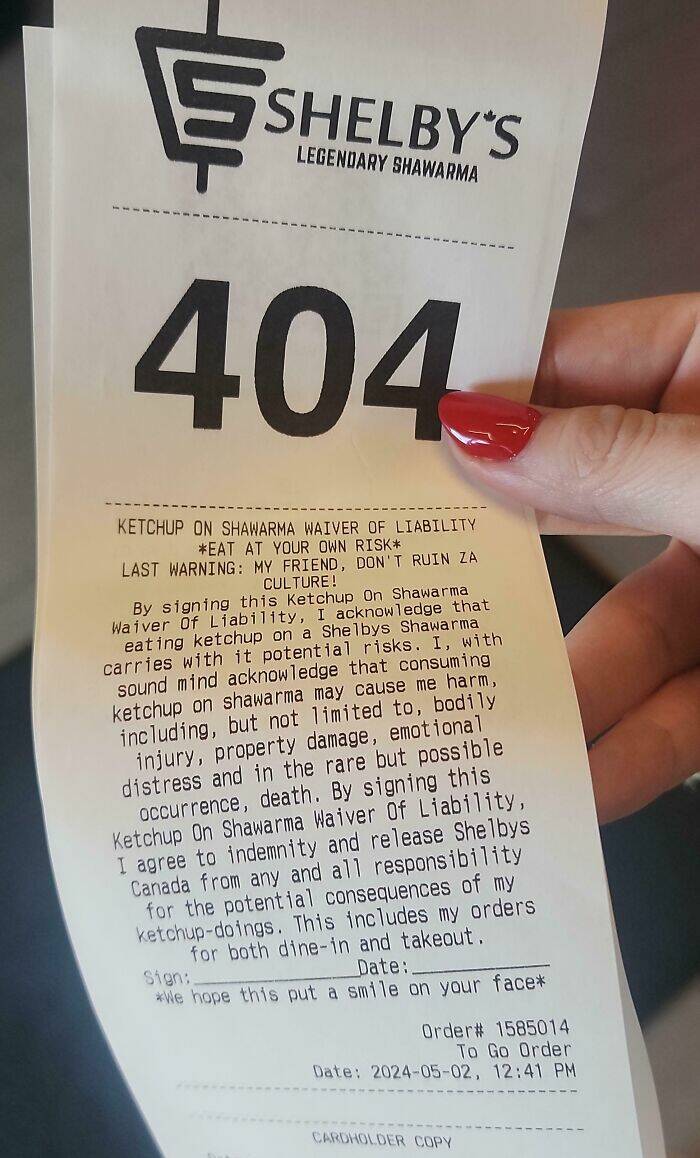 SHELBY'S
LEGENDARY SHAWARMA
404
KETCHUP ON SHAWARMA WAIVER OF LIABILITY
*EAT AT YOUR OWN RISK*
LAST WARNING: MY FRIEND, DON'T RUIN ZA
CULTURE!
By signing this Ketchup On Shawarma
Waiver Of Liability, I acknowledge that
eating ketchup on a Shelbys Shawarma
carries with it potential risks. I, with
sound mind acknowledge that consuming
ketchup on shawarma may cause me harm,
including, but not limited to, bodily
injury, property damage, emotional
distress and in the rare but possible
occurrence, death. By signing this
Ketchup On Shawarma Waiver Of Liability,
I agree to indemnity and release Shelbys
Canada from any and all responsibility
for the potential consequences of my
ketchup-doings. This includes my orders
for both dine-in and takeout.
Sign:______________Date:____________
*We hope this put a smile on your face*
Order# 1585014
To Go Order
Date: 2024-05-02, 12:41 PM
CARDHOLDER COPY